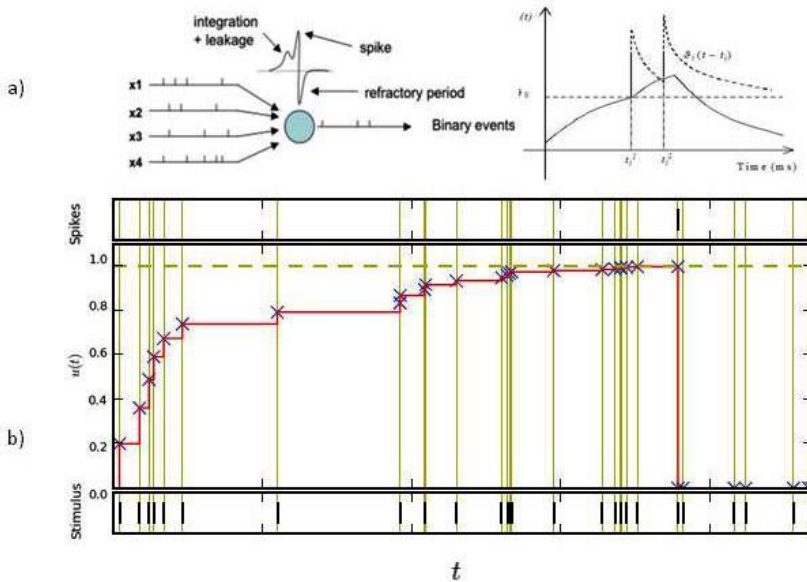 a)
integration
+ leakage
spike
x1
x2
x3
x4
refractory period
Binary events
(t)
ϑ
t
t
Time (ms)
Spikes
1.0
0.8
0.6
0.4
0.2
0.0
u(t)
b)
Stimulus
t